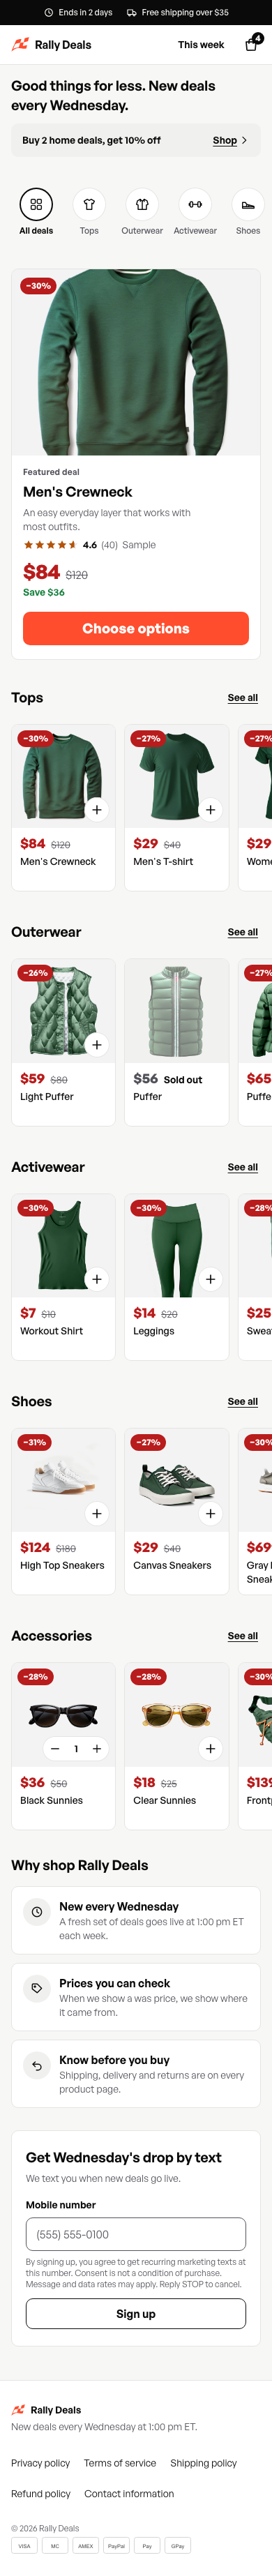 Ends in 2 days Free shipping over $35
Rally Deals This week 4
Good things for less. New deals
every Wednesday.
Buy 2 home deals, get 10% off Shop
All deals Tops Outerwear Activewear Shoes
−30%
Featured deal
Men's Crewneck
An easy everyday layer that works with
most outfits.
4.6 (40) Sample
$84 $120
Save $36
Choose options
Tops See all
−30% −27% −27%
$84 $120 $29 $40 $29
Men's Crewneck Men's T-shirt Wome
Outerwear See all
−26% −27%
$59 $80 $56 Sold out $65
Light Puffer Puffer Puffe
Activewear See all
−30% −30% −28%
$7 $10 $14 $20 $25
Workout Shirt Leggings Sweat
Shoes See all
−31% −27% −30%
$124 $180 $29 $40 $69
High Top Sneakers Canvas Sneakers Gray
Sneak
Accessories See all
−28% −28% −30%
− 1 +
$36 $50 $18 $25 $139
Black Sunnies Clear Sunnies Frontp
Why shop Rally Deals
New every Wednesday
A fresh set of deals goes live at 1:00 pm ET
each week.
Prices you can check
When we show a was price, we show where
it came from.
Know before you buy
Shipping, delivery and returns are on every
product page.
Get Wednesday's drop by text
We text you when new deals go live.
Mobile number
(555) 555-0100
By signing up, you agree to get recurring marketing texts at
this number. Consent is not a condition of purchase.
Message and data rates may apply. Reply STOP to cancel.
Sign up
Rally Deals
New deals every Wednesday at 1:00 pm ET.
Privacy policy Terms of service Shipping policy
Refund policy Contact information
© 2026 Rally Deals
VISA MC AMEX PayPal Pay GPay